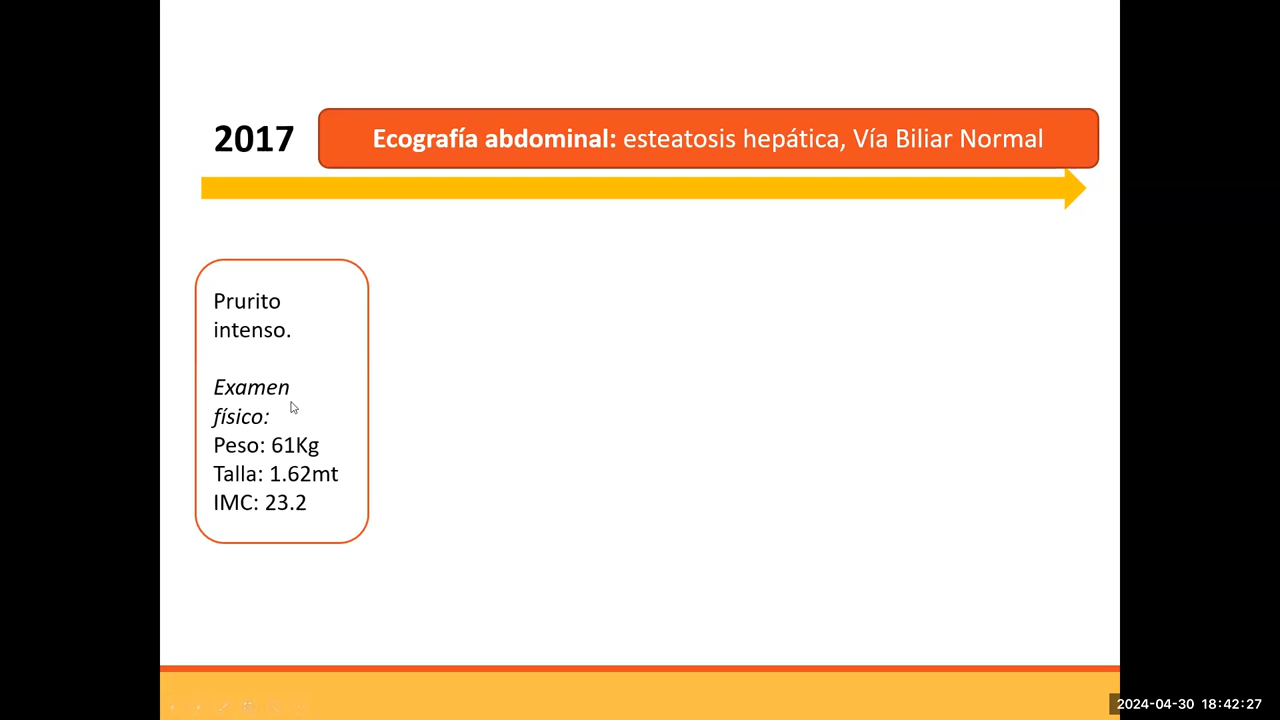 2017
Ecografía abdominal: esteatosis hepática, Vía Biliar Normal
Prurito
intenso.
Examen
físico:
Peso: 61Kg
Talla: 1.62mt
IMC: 23.2
2024-04-30 18:42:27